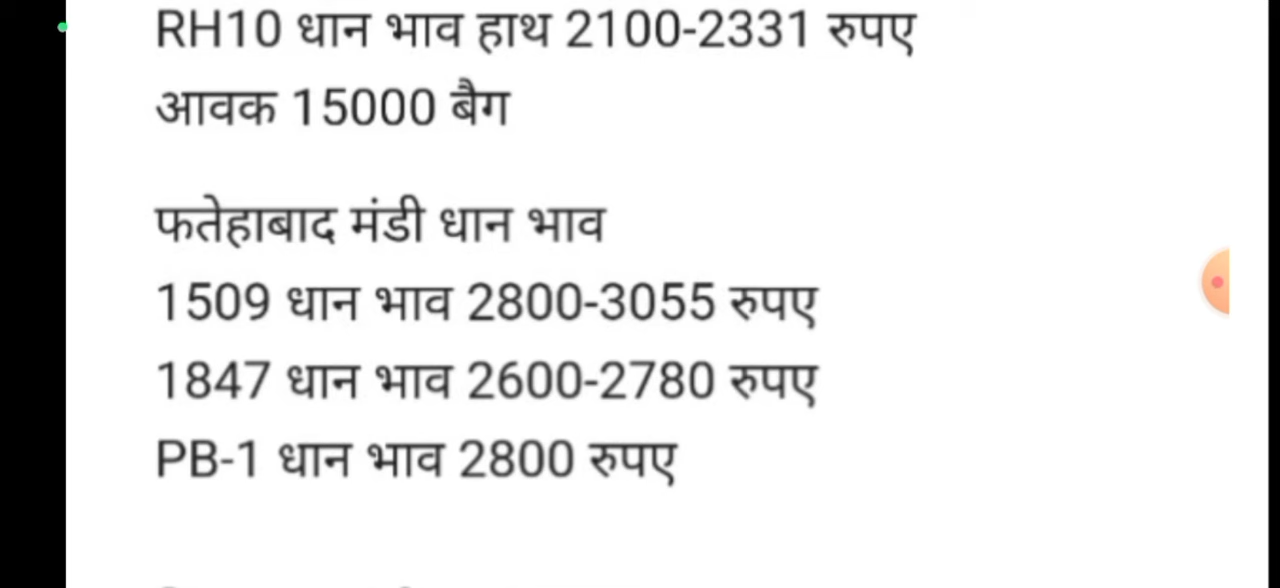 RH10 धान भाव हाथ 2100-2331 रुपए
आवक 15000 बैग
फतेहाबाद मंडी धान भाव
1509 धान भाव 2800-3055 रुपए
1847 धान भाव 2600-2780 रुपए
PB-1 धान भाव 2800 रुपए